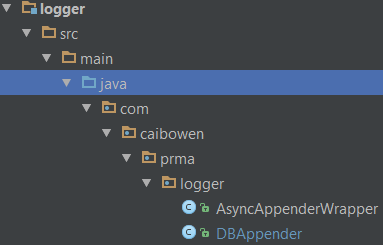 logger
src
main
java
com
caibowen
prma
logger
AsyncAppenderWrapper
DBAppender